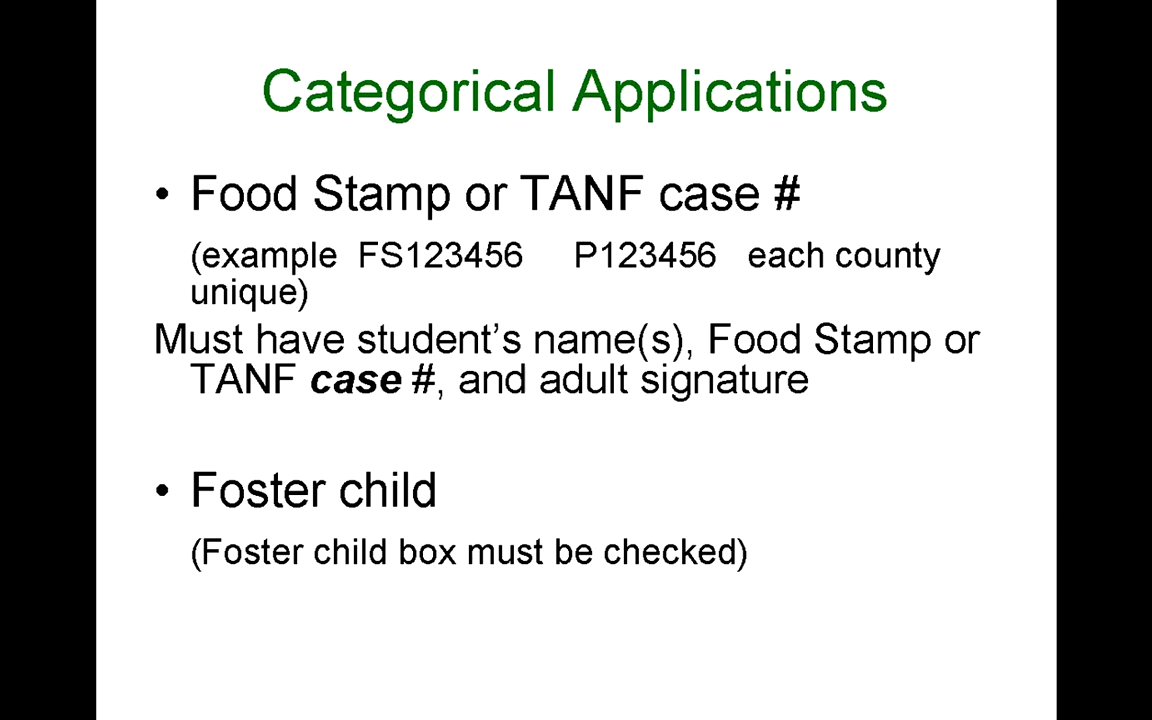 Categorical Applications
• Food Stamp or TANF case #
(example FS123456 P123456 each county
unique)
Must have student’s name(s), Food Stamp or
TANF case #, and adult signature
• Foster child
(Foster child box must be checked)